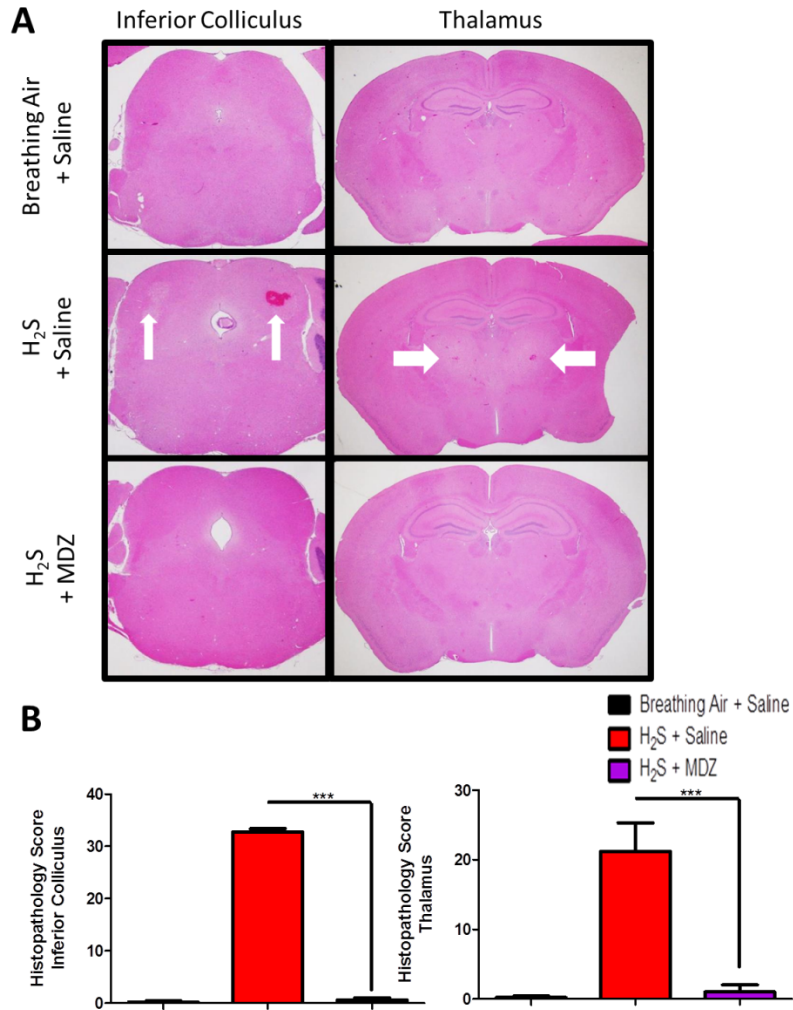 A
Inferior Colliculus
Thalamus
Breathing Air
+ Saline
H₂S
+ Saline
H₂S
+ MDZ
B
Breathing Air + Saline
H₂S + Saline
H₂S + MDZ
Histopathology Score
Inferior Colliculus
40
30
20
10
0
***
Histopathology Score
Thalamus
30
20
10
0
***